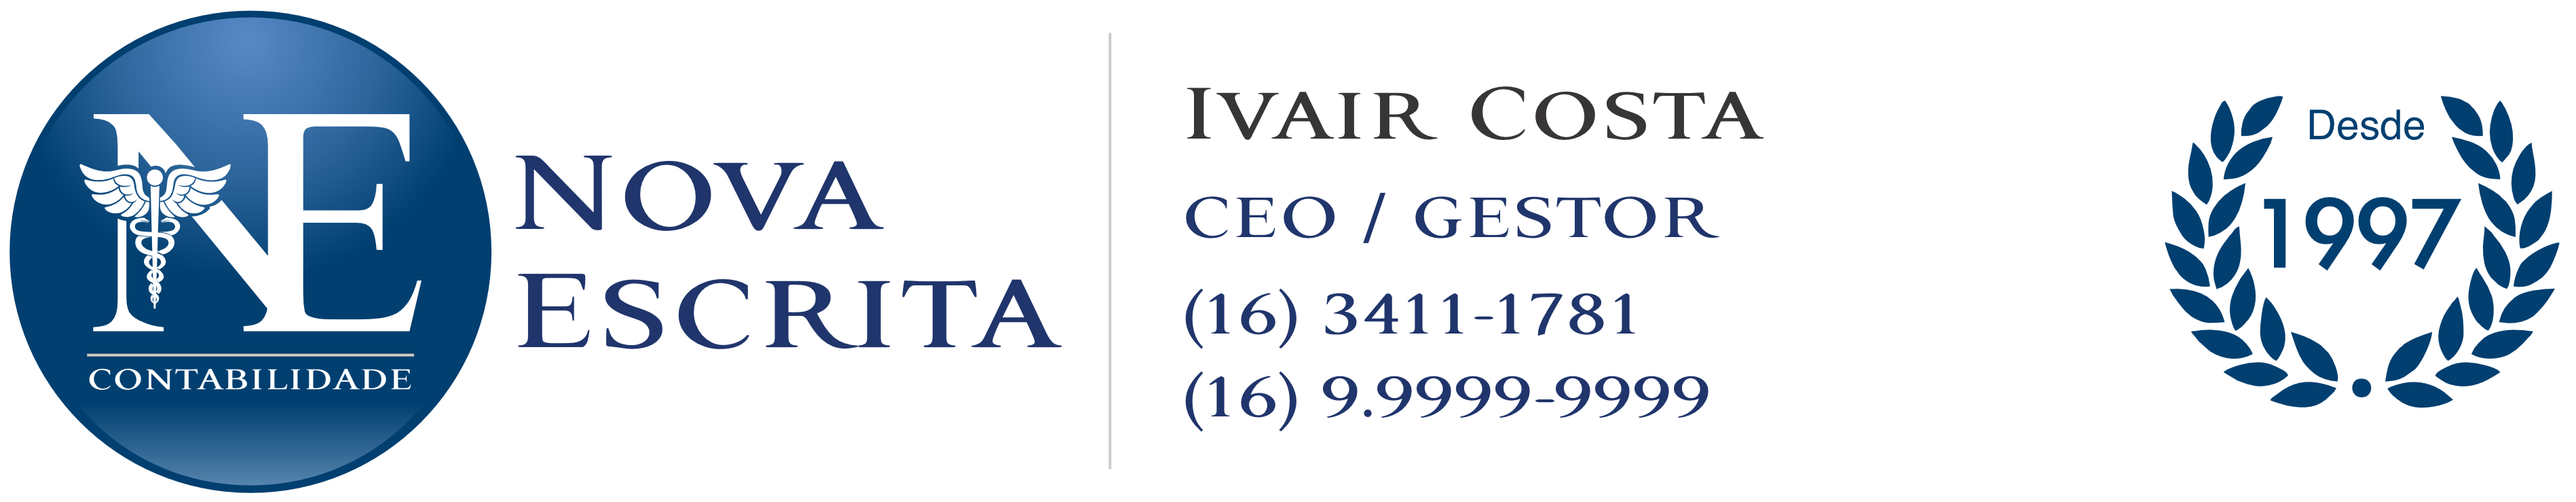 NE
CONTABILIDADE
NOVA
ESCRITA
IVAIR COSTA
CEO / GESTOR
(16) 3411-1781
(16) 9.9999-9999
Desde
1997